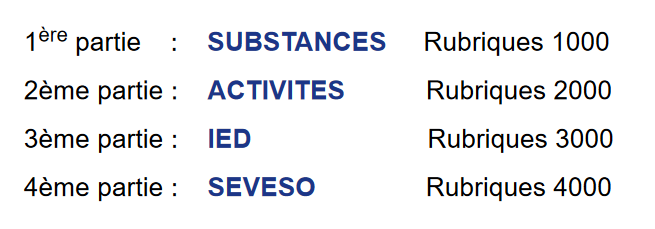 1ère partie : SUBSTANCES Rubriques 1000
2ème partie : ACTIVITES Rubriques 2000
3ème partie : IED Rubriques 3000
4ème partie : SEVESO Rubriques 4000